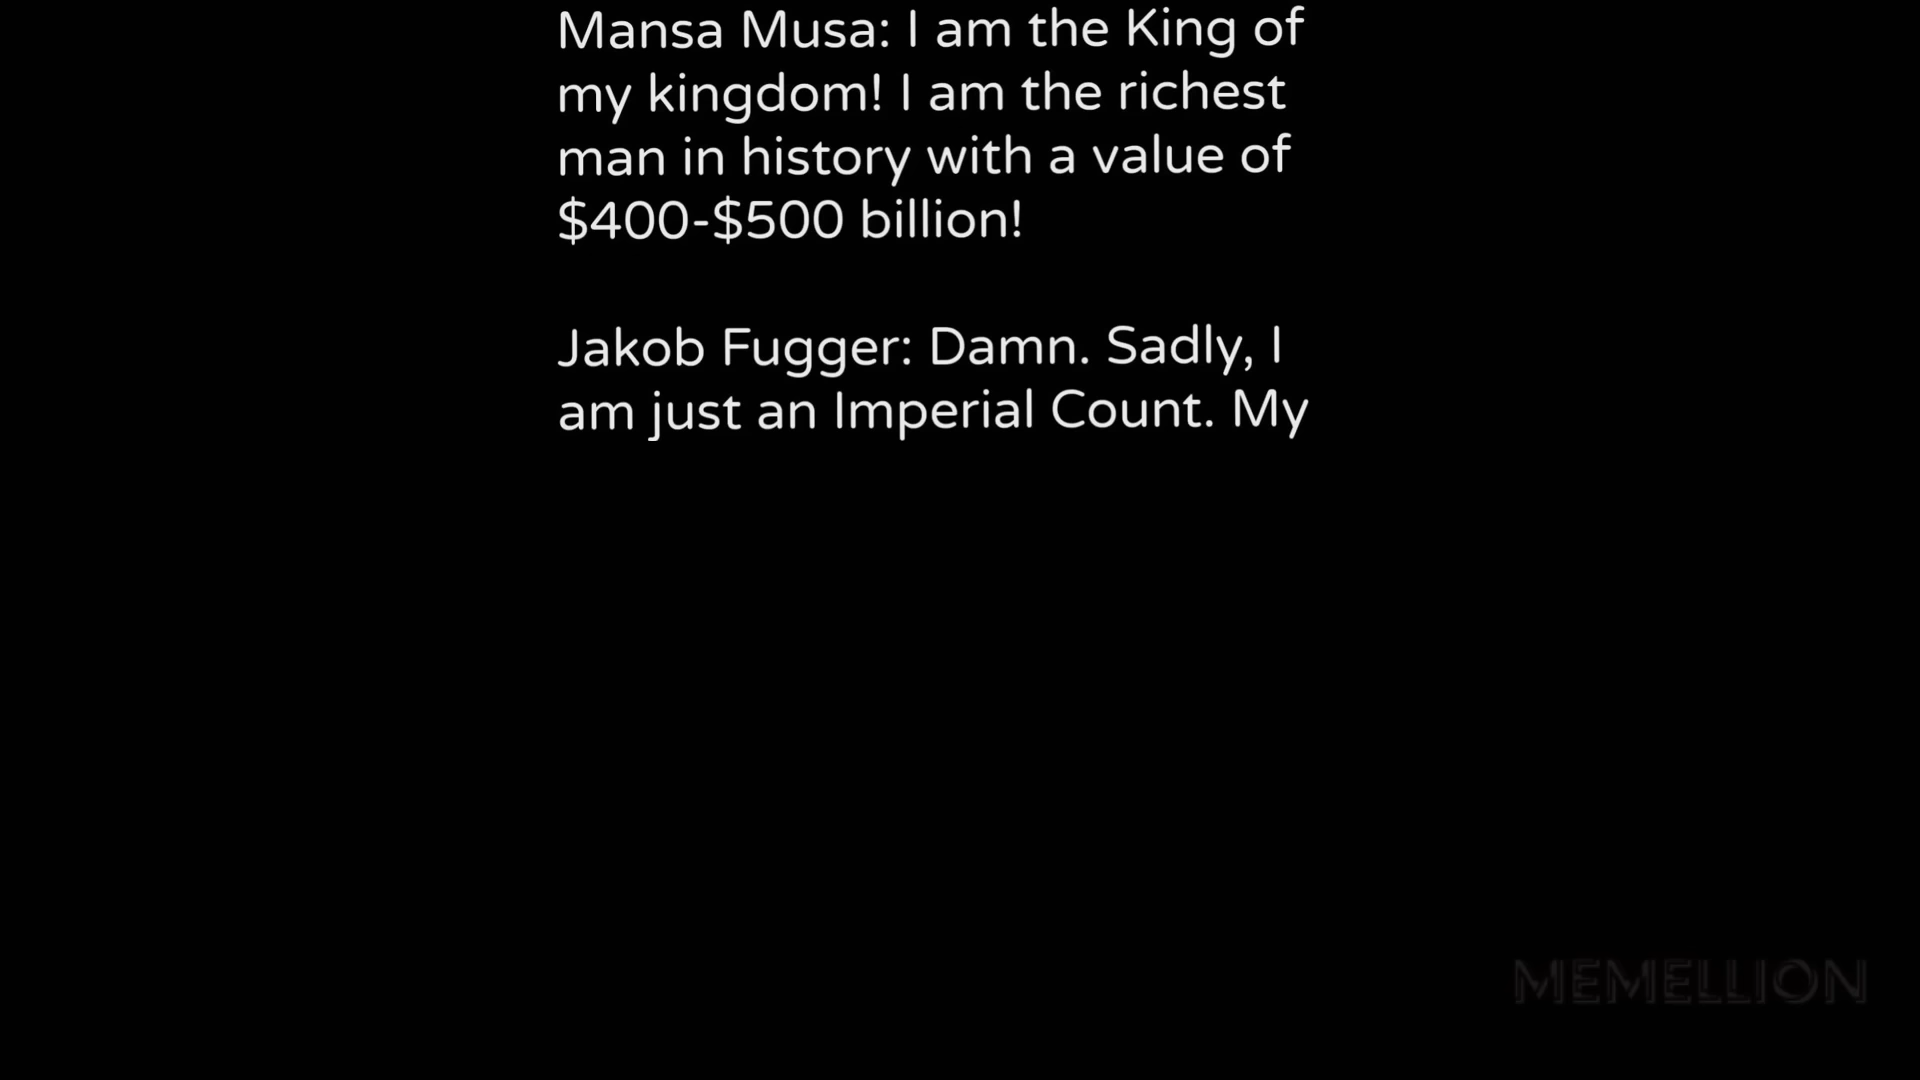 Mansa Musa: I am the King of
my kingdom! I am the richest
man in history with a value of
$400-$500 billion!
Jakob Fugger: Damn. Sadly, I
am just an Imperial Count. My
MEMELLION